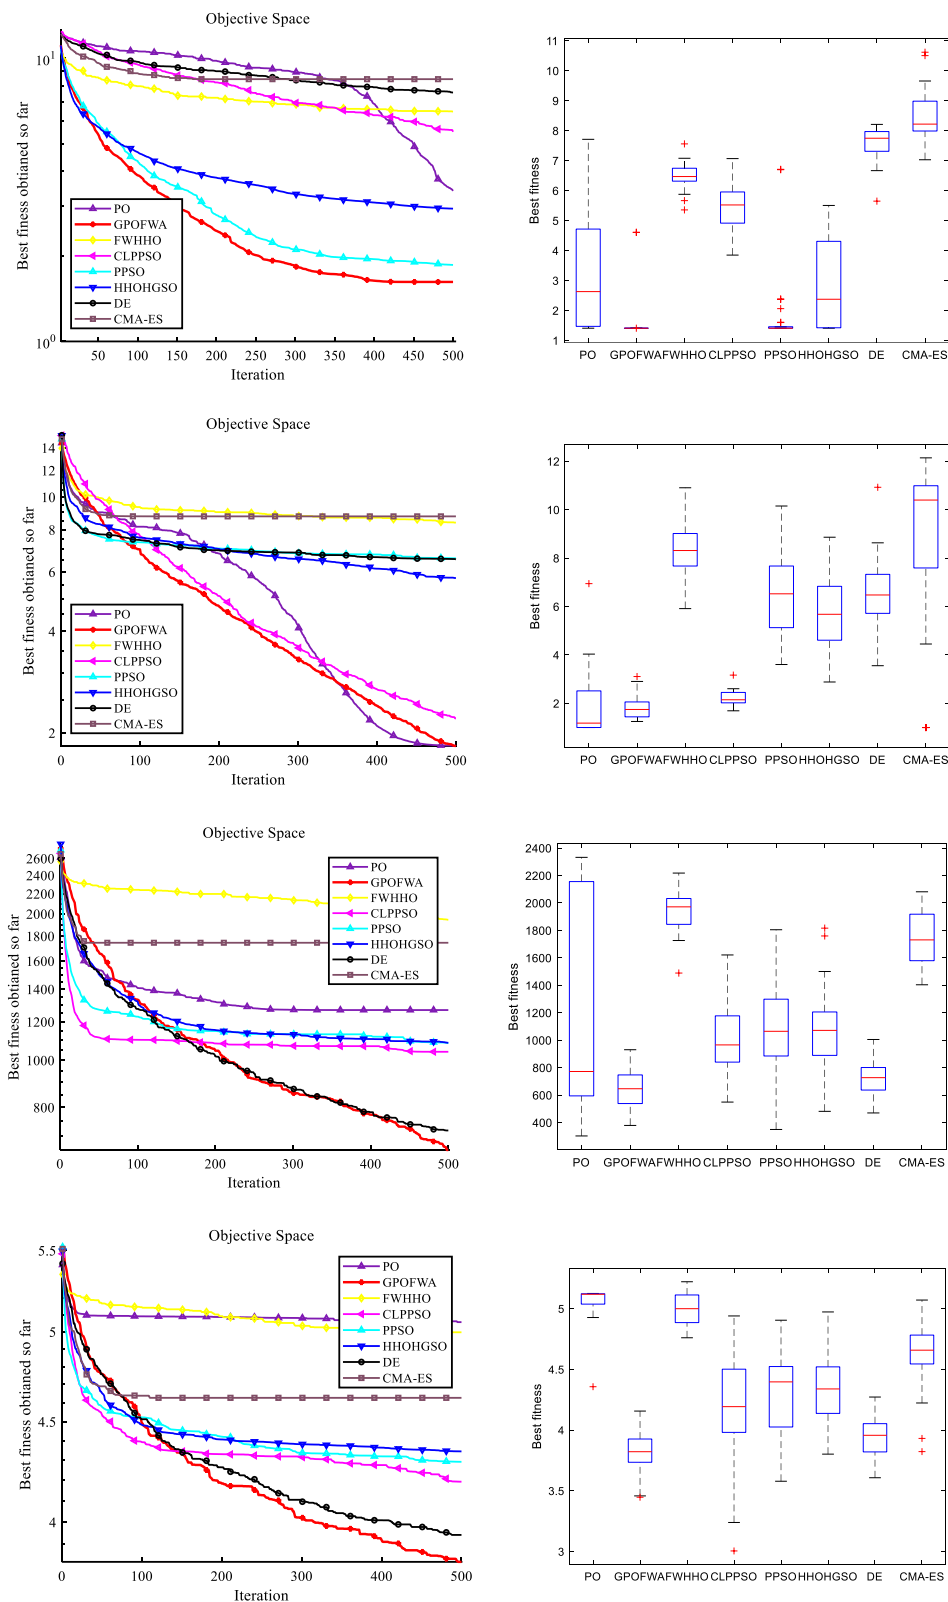 Objective Space
Best finess obtianed so far
10^1
10^0
PO
GPOFWA
FWHHO
CLPPSO
PPSO
HHOHGSO
DE
CMA-ES
50 100 150 200 250 300 350 400 450 500
Iteration
Best fitness
11
10
9
8
7
6
5
4
3
2
1
PO GPOFWAFWHHO CLPPSO PPSO HHOHGSO DE CMA-ES
Objective Space
Best finess obtianed so far
14
12
10
8
6
4
2
PO
GPOFWA
FWHHO
CLPPSO
PPSO
HHOHGSO
DE
CMA-ES
0 100 200 300 400 500
Iteration
Best fitness
12
10
8
6
4
2
PO GPOFWAFWHHO CLPPSO PPSO HHOHGSO DE CMA-ES
Objective Space
Best finess obtianed so far
2600
2400
2200
2000
1800
1600
1400
1200
1000
800
PO
GPOFWA
FWHHO
CLPPSO
PPSO
HHOHGSO
DE
CMA-ES
0 100 200 300 400 500
Iteration
Best fitness
2400
2200
2000
1800
1600
1400
1200
1000
800
600
400
PO GPOFWAFWHHO CLPPSO PPSO HHOHGSO DE CMA-ES
Objective Space
Best finess obtianed so far
5.5
5
4.5
4
PO
GPOFWA
FWHHO
CLPPSO
PPSO
HHOHGSO
DE
CMA-ES
0 100 200 300 400 500
Iteration
Best fitness
5
4.5
4
3.5
3
PO GPOFWAFWHHO CLPPSO PPSO HHOHGSO DE CMA-ES